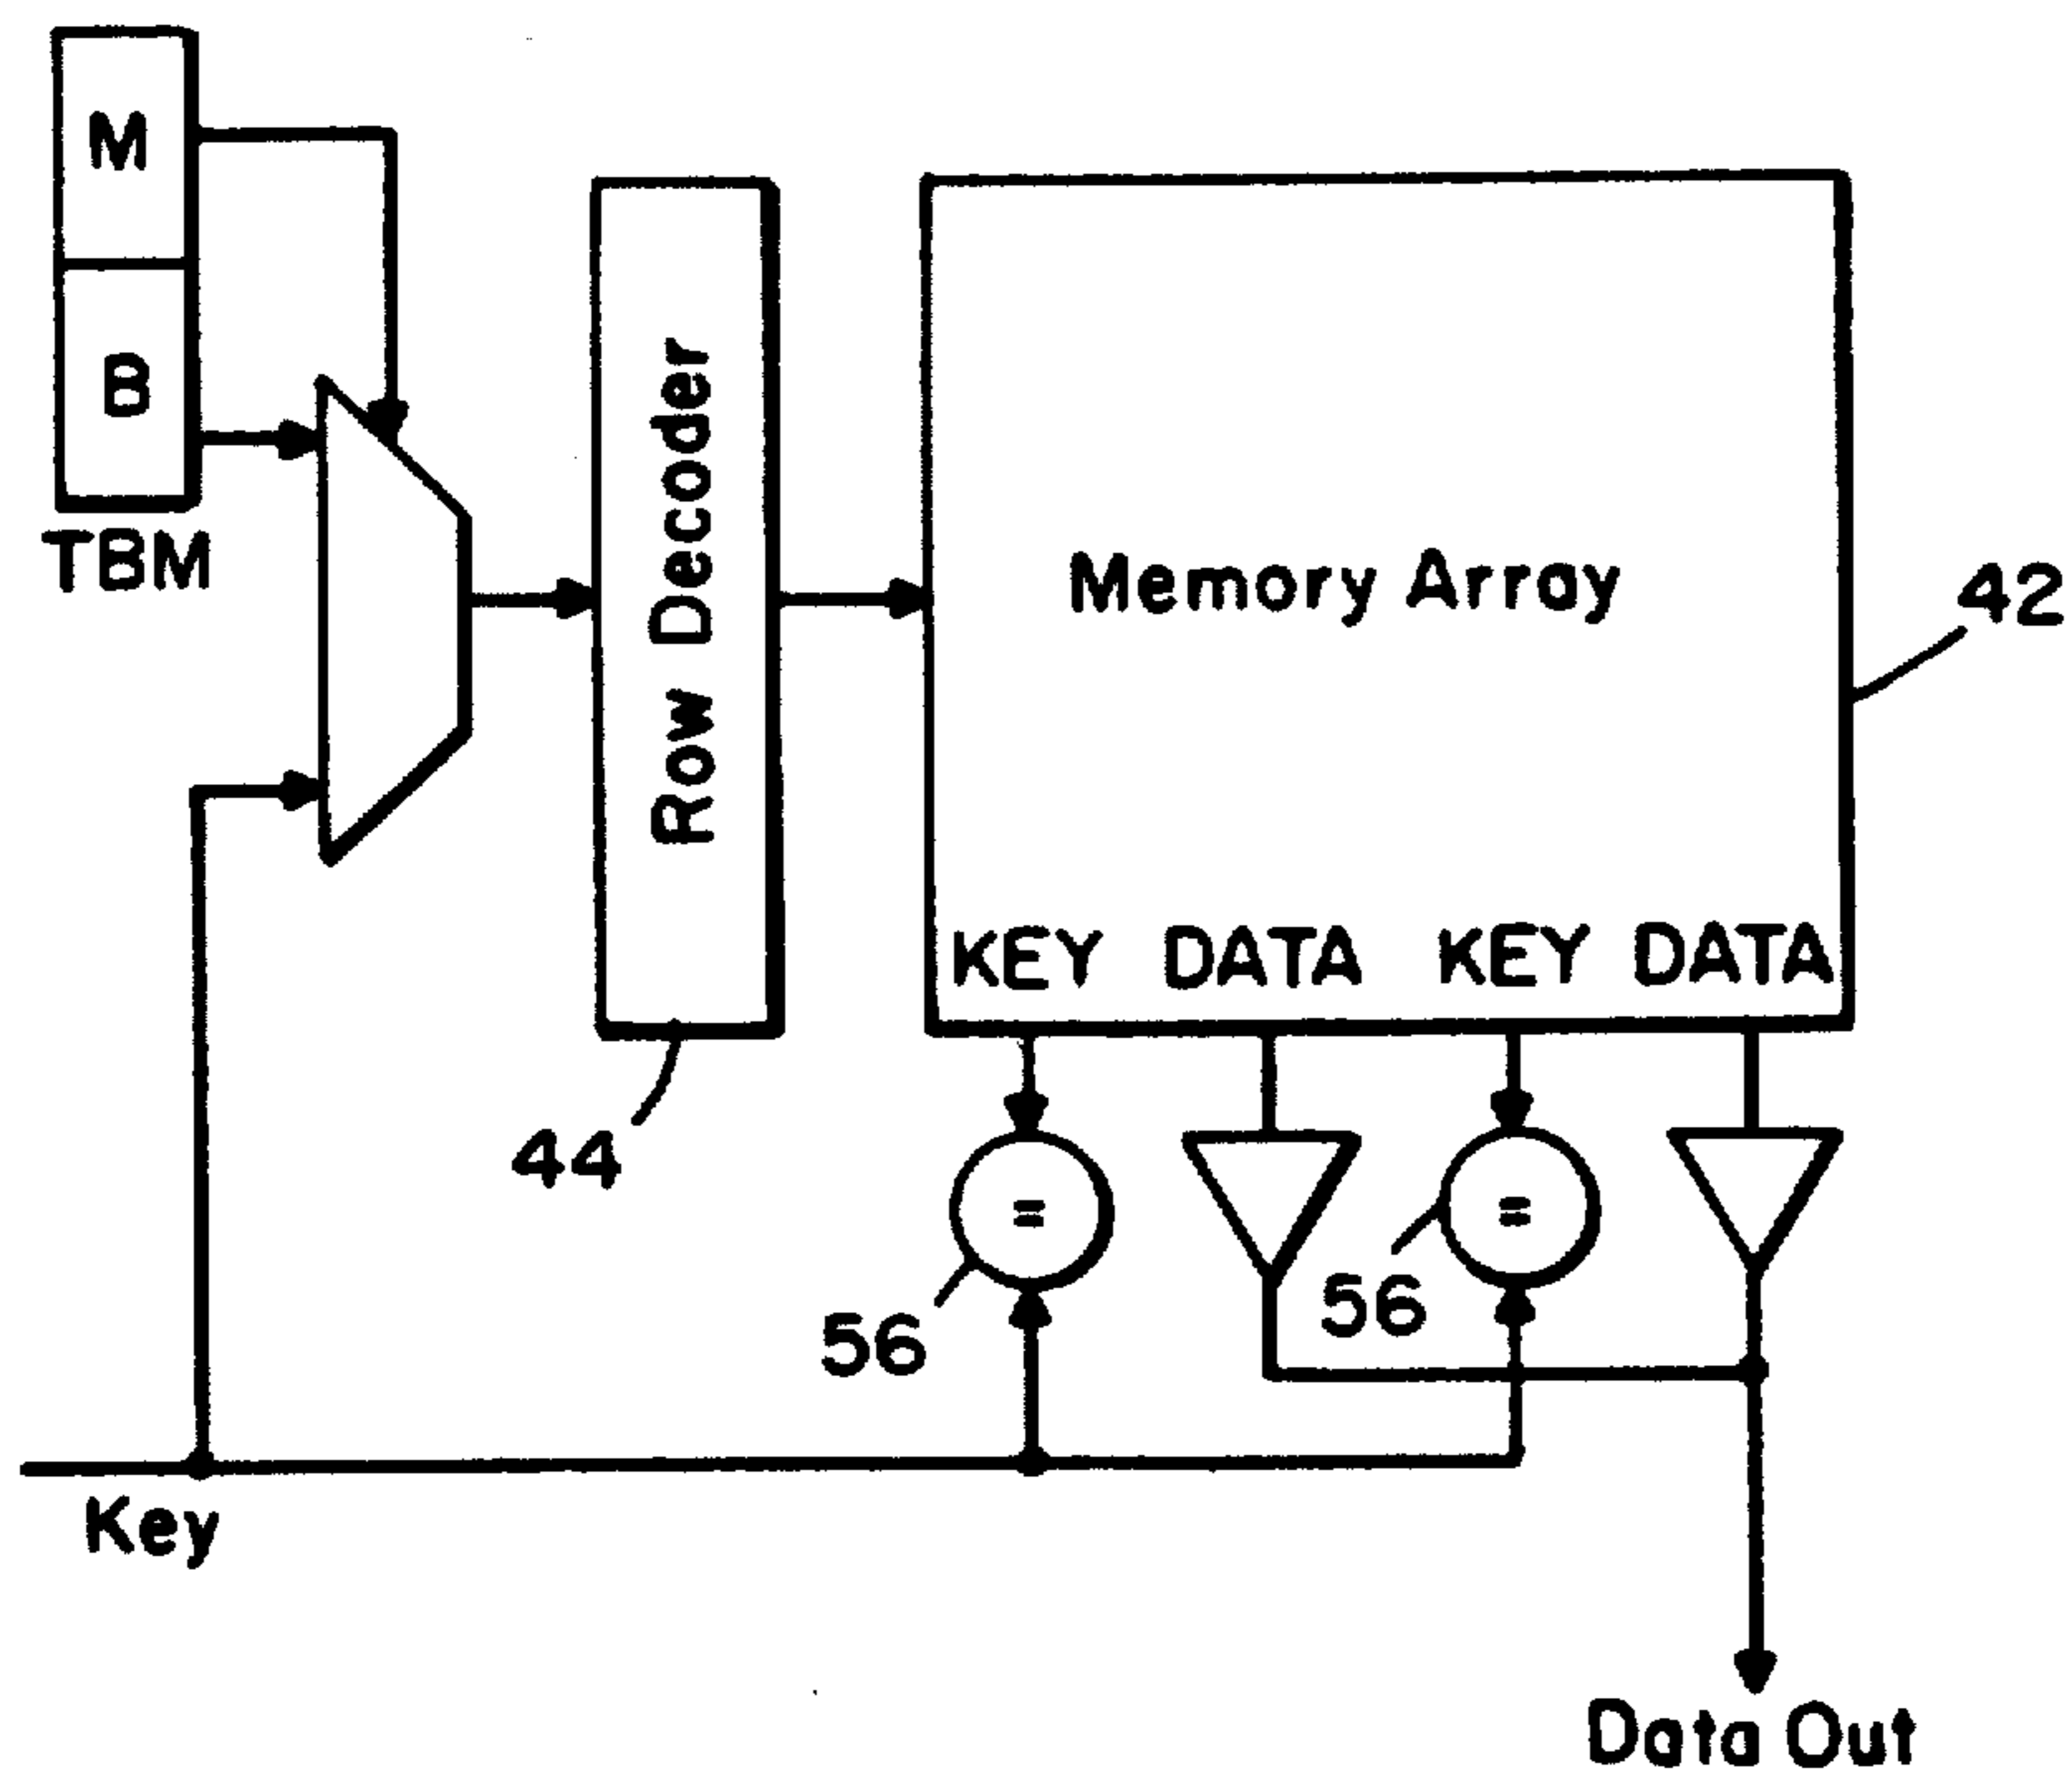 M
B
TBM
Row Decoder
Memory Array
42
KEY DATA KEY DATA
44
=
=
56
56
Key
Data Out